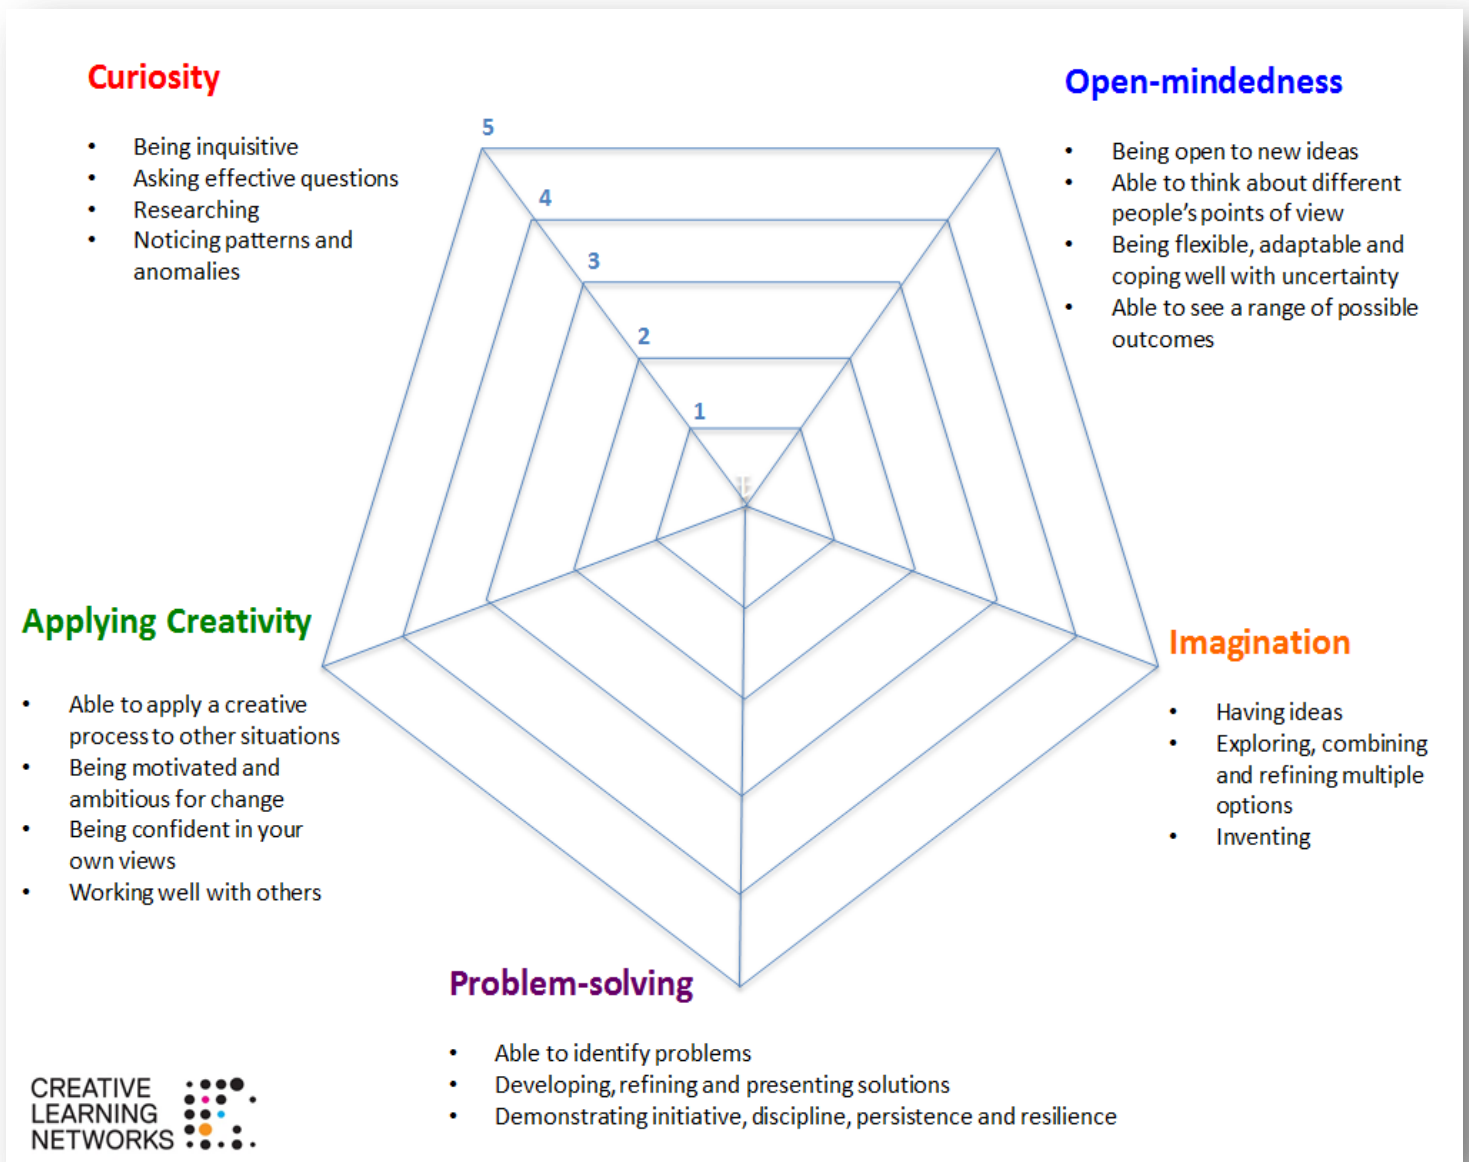 Curiosity
• Being inquisitive
• Asking effective questions
• Researching
• Noticing patterns and
anomalies
Open-mindedness
• Being open to new ideas
• Able to think about different
people's points of view
• Being flexible, adaptable and
coping well with uncertainty
• Able to see a range of possible
outcomes
5
4
3
2
1
Applying Creativity
• Able to apply a creative
process to other situations
• Being motivated and
ambitious for change
• Being confident in your
own views
• Working well with others
Imagination
• Having ideas
• Exploring, combining
and refining multiple
options
• Inventing
Problem-solving
• Able to identify problems
• Developing, refining and presenting solutions
• Demonstrating initiative, discipline, persistence and resilience
CREATIVE
LEARNING
NETWORKS